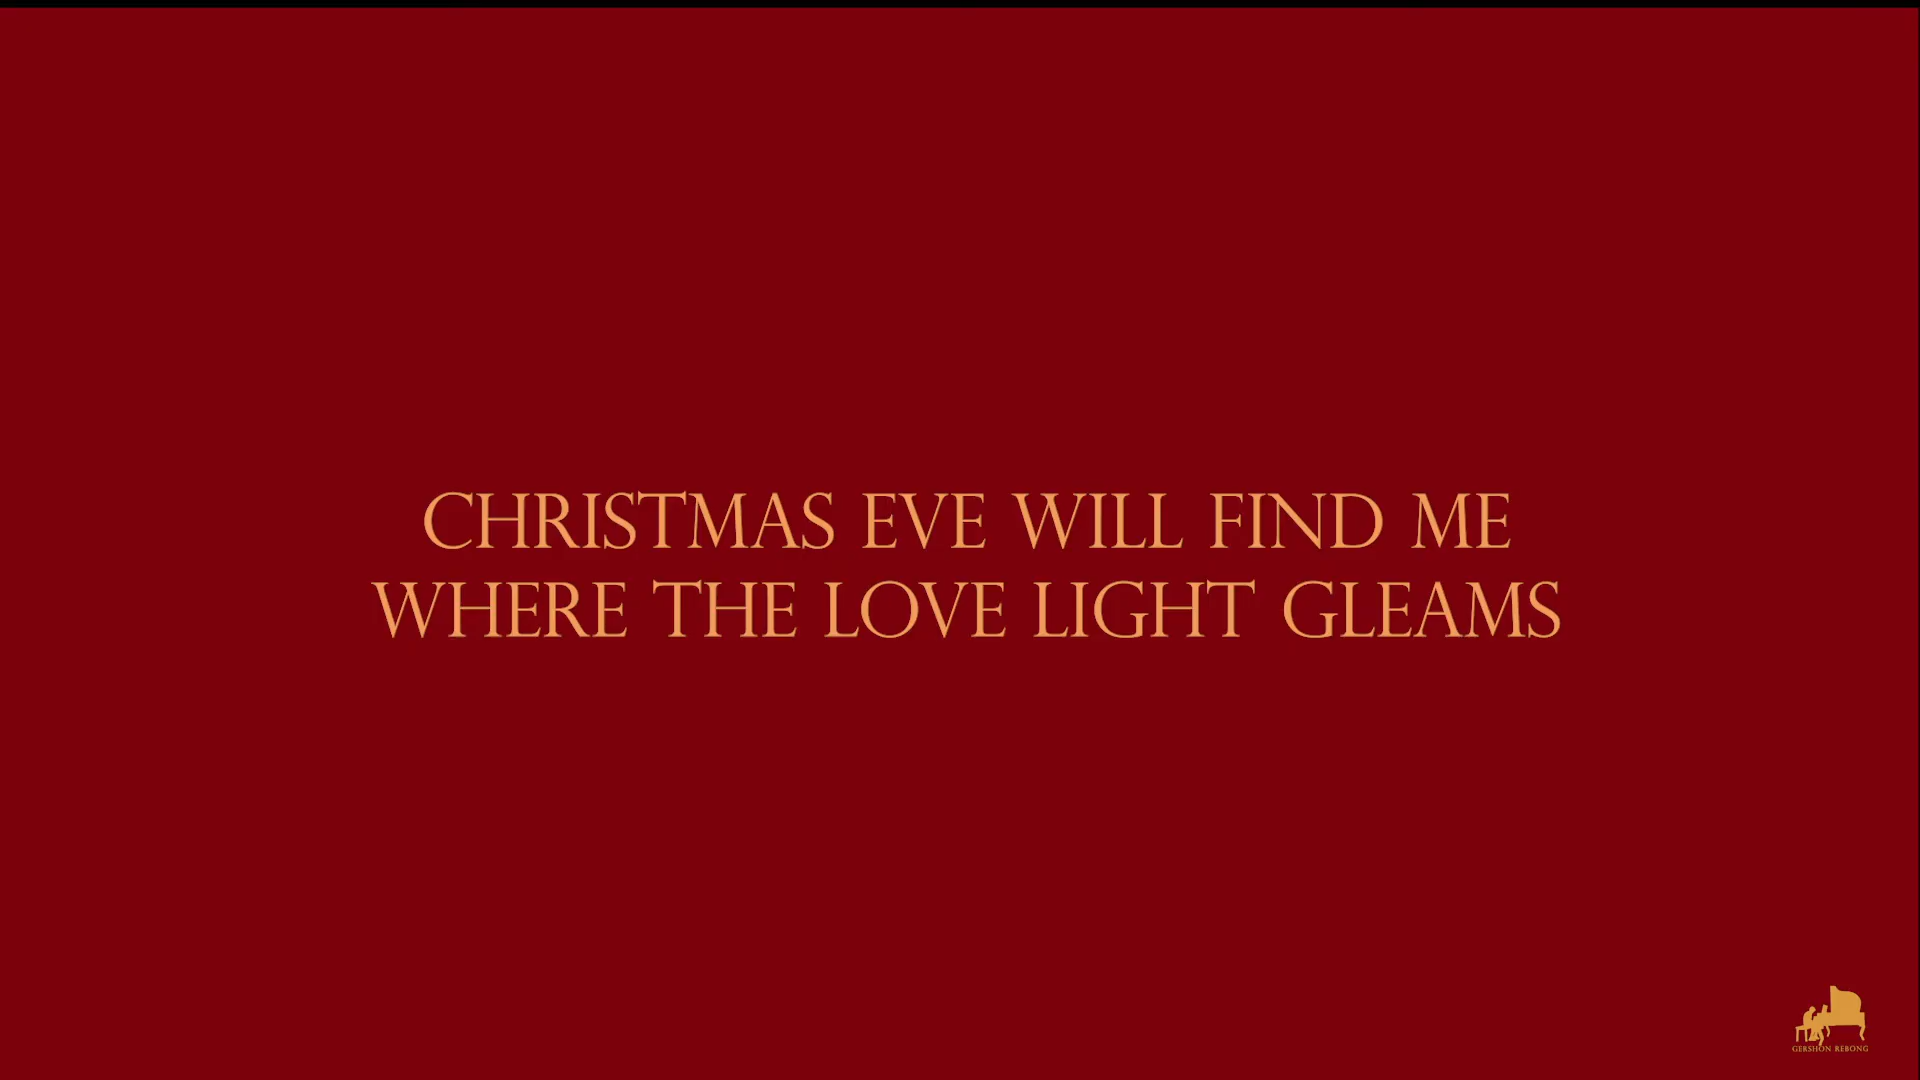 CHRISTMAS EVE WILL FIND ME
WHERE THE LOVE LIGHT GLEAMS
GERSHON REBONG